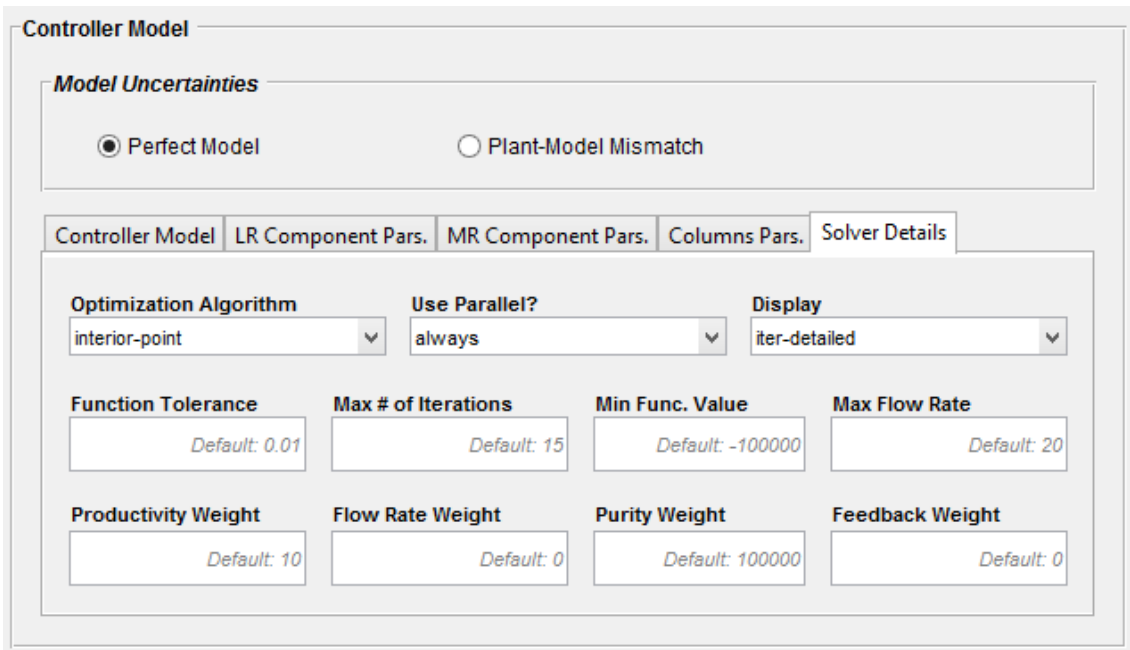 Controller Model
Model Uncertainties
Perfect Model Plant-Model Mismatch
Controller Model LR Component Pars. MR Component Pars. Columns Pars. Solver Details
Optimization Algorithm Use Parallel? Display
interior-point always iter-detailed
Function Tolerance Max # of Iterations Min Func. Value Max Flow Rate
Default: 0.01 Default: 15 Default: -100000 Default: 20
Productivity Weight Flow Rate Weight Purity Weight Feedback Weight
Default: 10 Default: 0 Default: 100000 Default: 0